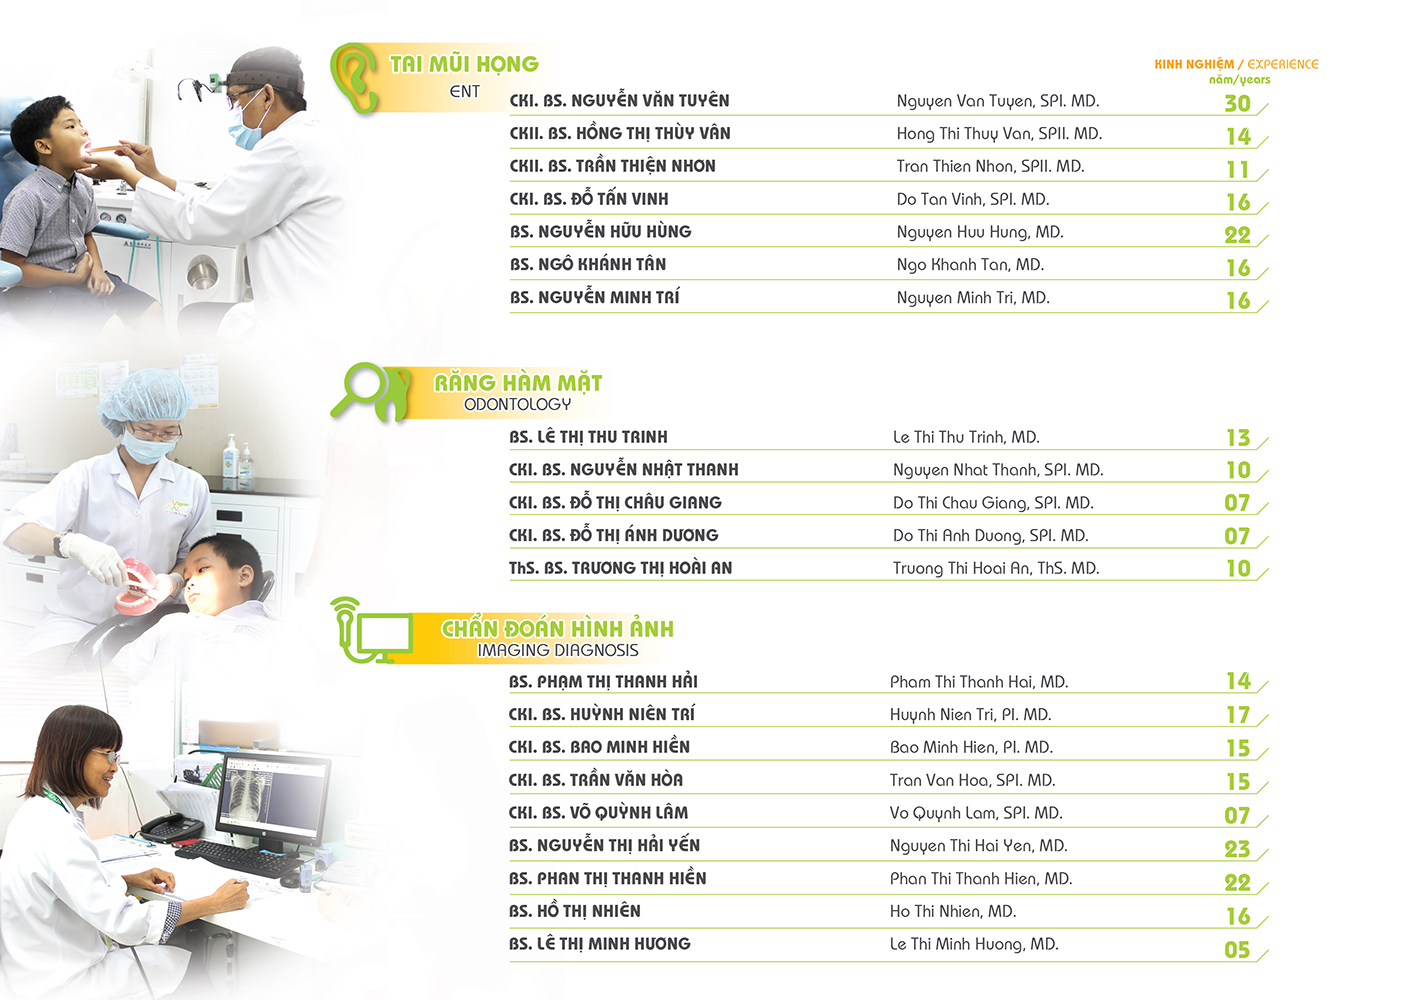 TAI MŨI HỌNG
ENT
KINH NGHIỆM / EXPERIENCE
năm/years
CKI. BS. NGUYỄN VĂN TUYÊN Nguyen Van Tuyen, SPI. MD. 30
CKII. BS. HỒNG THỊ THÙY VÂN Hong Thi Thuy Van, SPII. MD. 14
CKII. BS. TRẦN THIỆN NHƠN Tran Thien Nhon, SPII. MD. 11
CKI. BS. ĐỖ TẤN VINH Do Tan Vinh, SPI. MD. 16
BS. NGUYỄN HỮU HÙNG Nguyen Huu Hung, MD. 22
BS. NGÔ KHÁNH TÂN Ngo Khanh Tan, MD. 16
BS. NGUYỄN MINH TRÍ Nguyen Minh Tri, MD. 16
RĂNG HÀM MẶT
ODONTOLOGY
BS. LÊ THỊ THU TRINH Le Thi Thu Trinh, MD. 13
CKI. BS. NGUYỄN NHẬT THANH Nguyen Nhat Thanh, SPI. MD. 10
CKI. BS. ĐỖ THỊ CHÂU GIANG Do Thi Chau Giang, SPI. MD. 07
CKI. BS. ĐỖ THỊ ÁNH DƯƠNG Do Thi Anh Duong, SPI. MD. 07
ThS. BS. TRƯƠNG THỊ HOÀI AN Truong Thi Hoai An, ThS. MD. 10
CHẨN ĐOÁN HÌNH ẢNH
IMAGING DIAGNOSIS
BS. PHẠM THỊ THANH HẢI Pham Thi Thanh Hai, MD. 14
CKI. BS. HUỲNH NIÊN TRÍ Huynh Nien Tri, PI. MD. 17
CKI. BS. BAO MINH HIỀN Bao Minh Hien, PI. MD. 15
CKI. BS. TRẦN VĂN HÒA Tran Van Hoa, SPI. MD. 15
CKI. BS. VÕ QUỲNH LÂM Vo Quynh Lam, SPI. MD. 07
BS. NGUYỄN THỊ HẢI YẾN Nguyen Thi Hai Yen, MD. 23
BS. PHAN THỊ THANH HIỀN Phan Thi Thanh Hien, MD. 22
BS. HỒ THỊ NHIÊN Ho Thi Nhien, MD. 16
BS. LÊ THỊ MINH HƯƠNG Le Thi Minh Huong, MD. 05